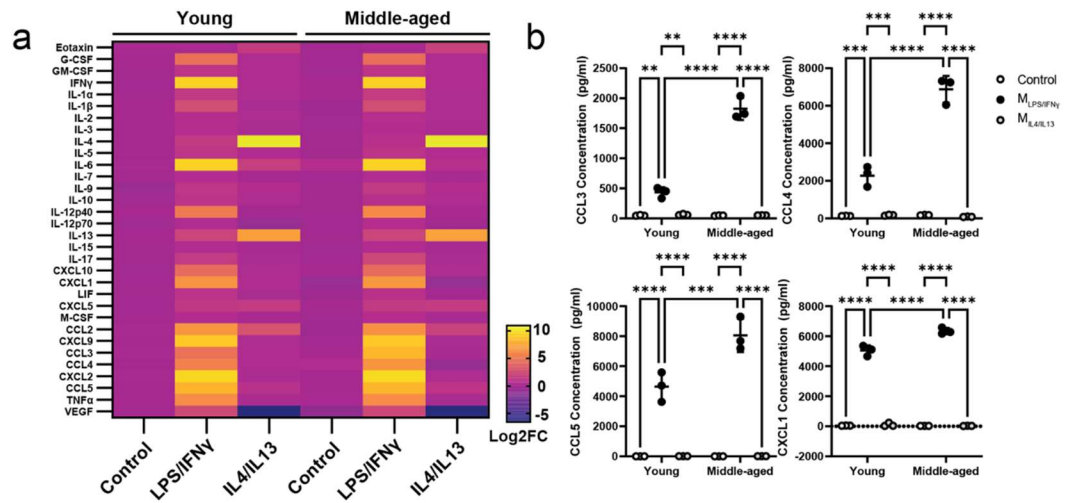 a
Young Middle-aged
Eotaxin
G-CSF
GM-CSF
IFNγ
IL-1α
IL-1β
IL-2
IL-3
IL-4
IL-5
IL-6
IL-7
IL-9
IL-10
IL-12p40
IL-12p70
IL-13
IL-15
IL-17
CXCL10
CXCL1
LIF
CXCL5
M-CSF
CCL2
CXCL9
CCL3
CCL4
CXCL2
CCL5
TNFα
VEGF
Control
LPS/IFNγ
IL4/IL13
Control
LPS/IFNγ
IL4/IL13
10
5
0
-5
Log2FC
b
CCL3 Concentration (pg/ml)
2500
2000
1500
1000
500
0
** ****
** **** ****
Young Middle-aged
CCL4 Concentration (pg/ml)
8000
6000
4000
2000
0
*** ****
*** **** ****
Young Middle-aged
Control
MLPS/IFNγ
MIL4/IL13
CCL5 Concentration (pg/ml)
10000
8000
6000
4000
2000
0
**** ****
**** *** ****
Young Middle-aged
CXCL1 Concentration (pg/ml)
8000
6000
4000
2000
0
-2000
**** ****
**** **** ****
Young Middle-aged